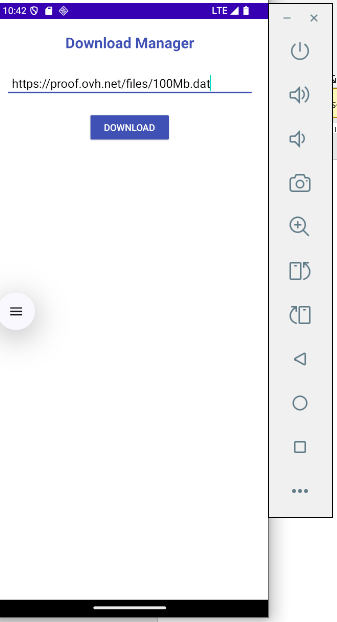 10:42
LTE
Download Manager
https://proof.ovh.net/files/100Mb.dat
DOWNLOAD